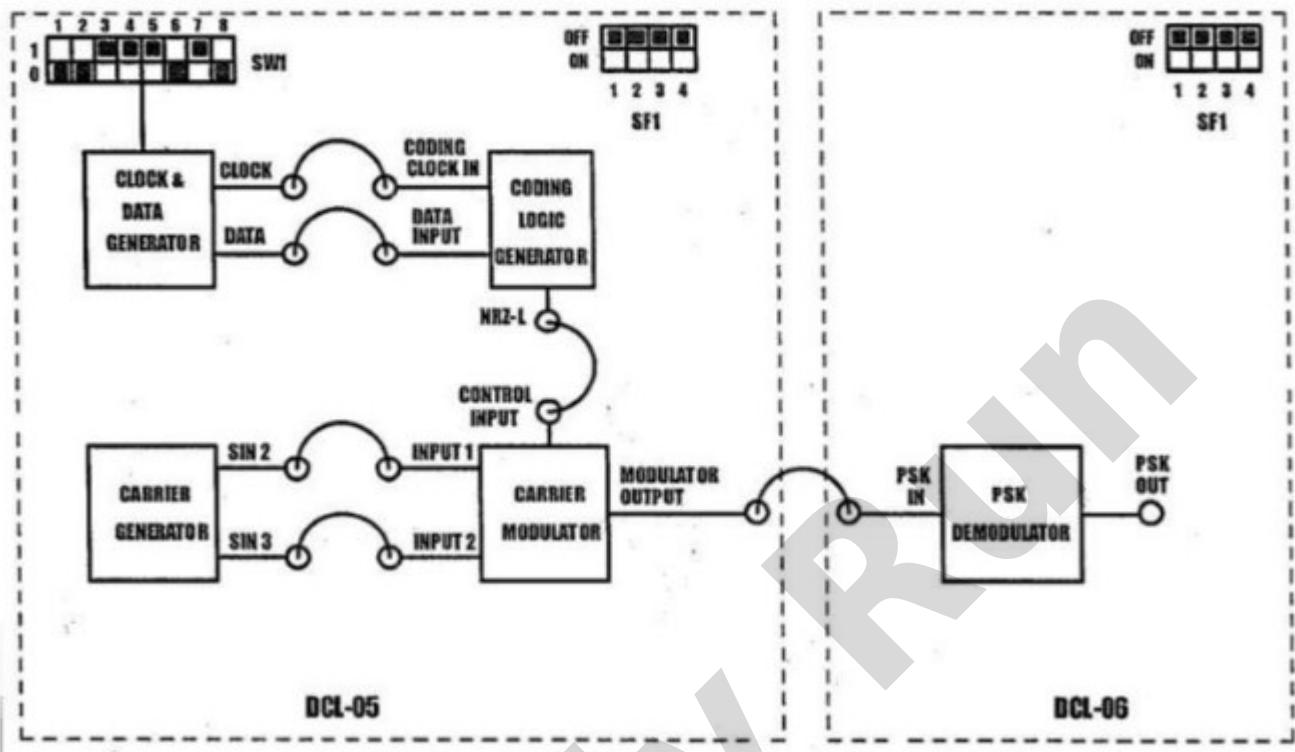 1 2 3 4 5 6 7 8
1
0
SW1
OFF
ON
1 2 3 4
SF1
OFF
ON
1 2 3 4
SF1
CLOCK &
DATA
GENERATOR
CLOCK
DATA
CODING
CLOCK IN
DATA
INPUT
CODING
LOGIC
GENERATOR
NRZ-L
CONTROL
INPUT
CARRIER
GENERATOR
SIN 2
SIN 3
INPUT 1
INPUT 2
CARRIER
MODULATOR
MODULATOR
OUTPUT
PSK
IN
PSK
DEMODULATOR
PSK
OUT
DCL-05
DCL-06
y Run